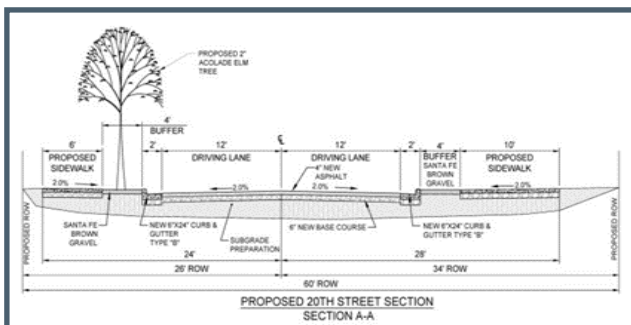 PROPOSED 2"
ACOLADE ELM
TREE
4'
BUFFER
6'
PROPOSED
SIDEWALK
2'
12'
DRIVING LANE
℄
12'
DRIVING LANE
2'
4'
BUFFER
SANTA FE
BROWN
GRAVEL
10'
PROPOSED
SIDEWALK
4" NEW
ASPHALT
2.0%
2.0%
2.0%
2.0%
PROPOSED ROW
SANTA FE
BROWN
GRAVEL
NEW 6"X24" CURB &
GUTTER
TYPE "B"
SUBGRADE
PREPARATION
6" NEW BASE COURSE
NEW 6"X24" CURB &
GUTTER TYPE "B"
PROPOSED ROW
24'
28'
26' ROW
34' ROW
60' ROW
PROPOSED 20TH STREET SECTION
SECTION A-A